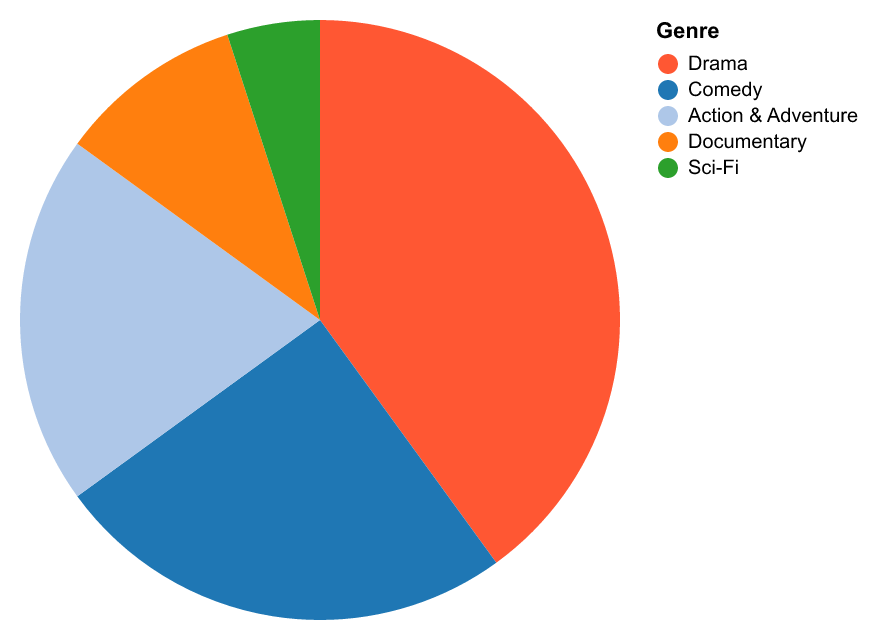 Genre
Drama
Comedy
Action & Adventure
Documentary
Sci-Fi